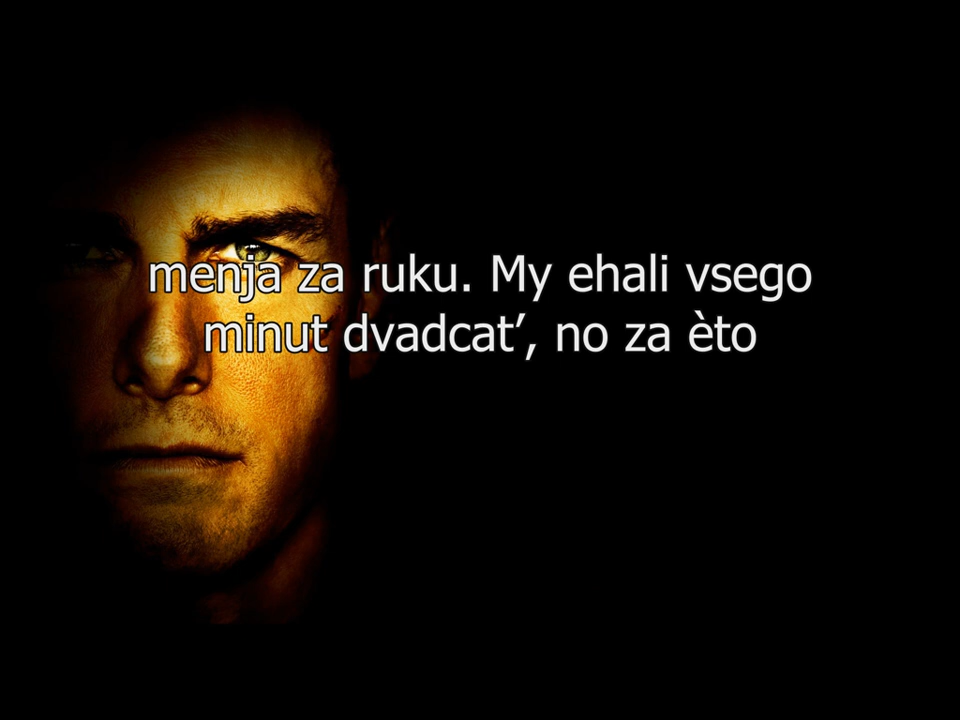 menja za ruku. My ehali vsego
minut dvadcat’, no za èto